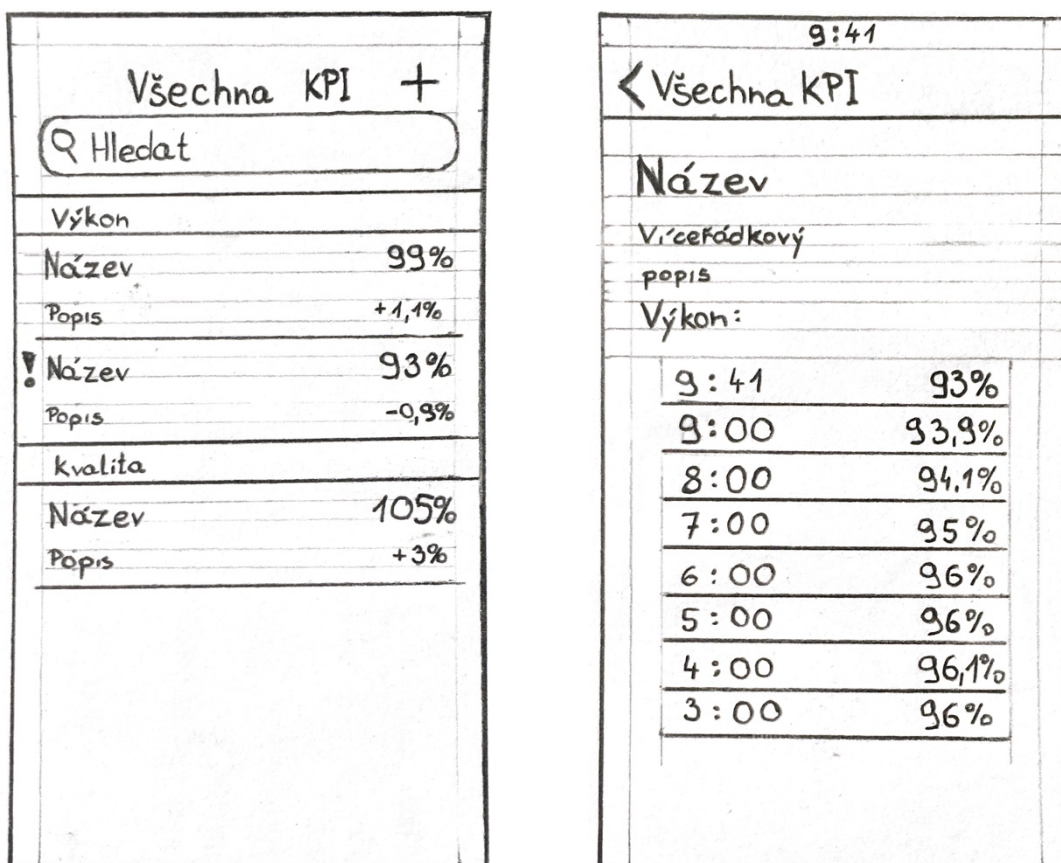 Všechna KPI +
Hledat
Výkon
Název 99%
Popis +1,1%
! Název 93%
Popis -0,9%
kvalita
Název 105%
Popis +3%
9:41
< Všechna KPI
Název
Víceřádkový
popis
Výkon:
9:41 93%
9:00 93,9%
8:00 94,1%
7:00 95%
6:00 96%
5:00 96%
4:00 96,1%
3:00 96%